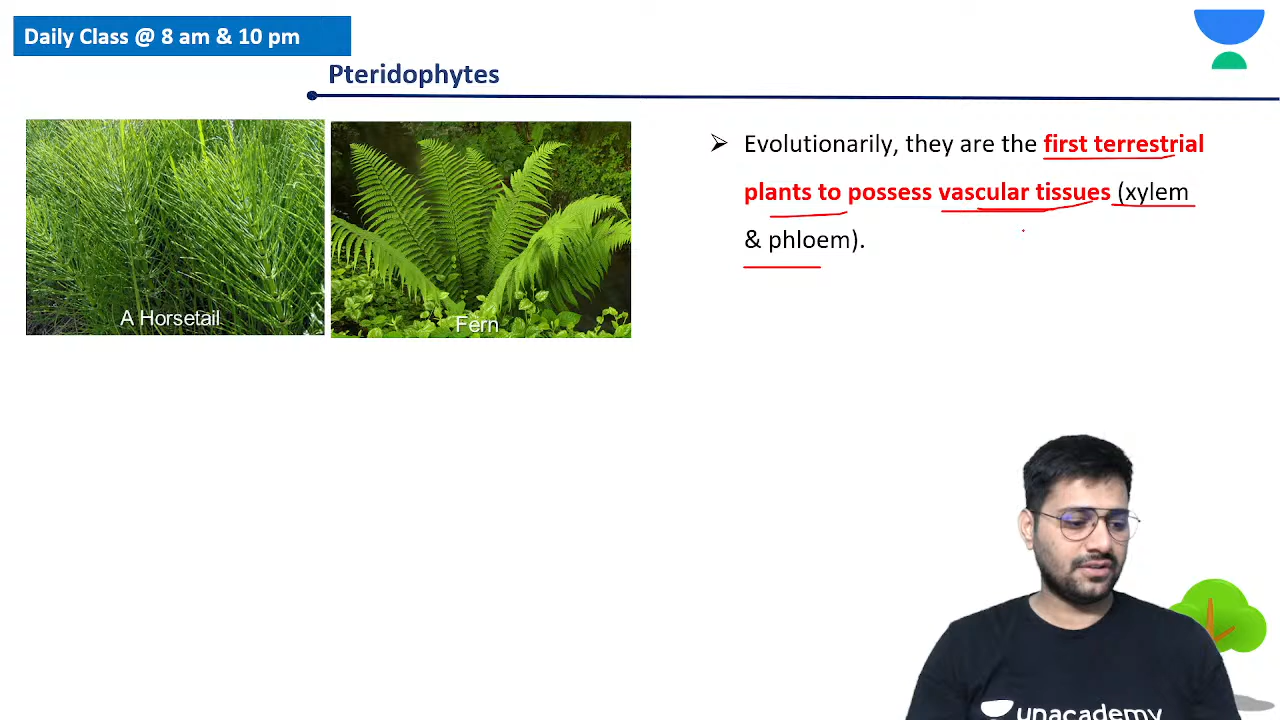 Daily Class @ 8 am & 10 pm
Pteridophytes
A Horsetail
Fern
➢ Evolutionarily, they are the first terrestrial
plants to possess vascular tissues (xylem
& phloem).
unacademy